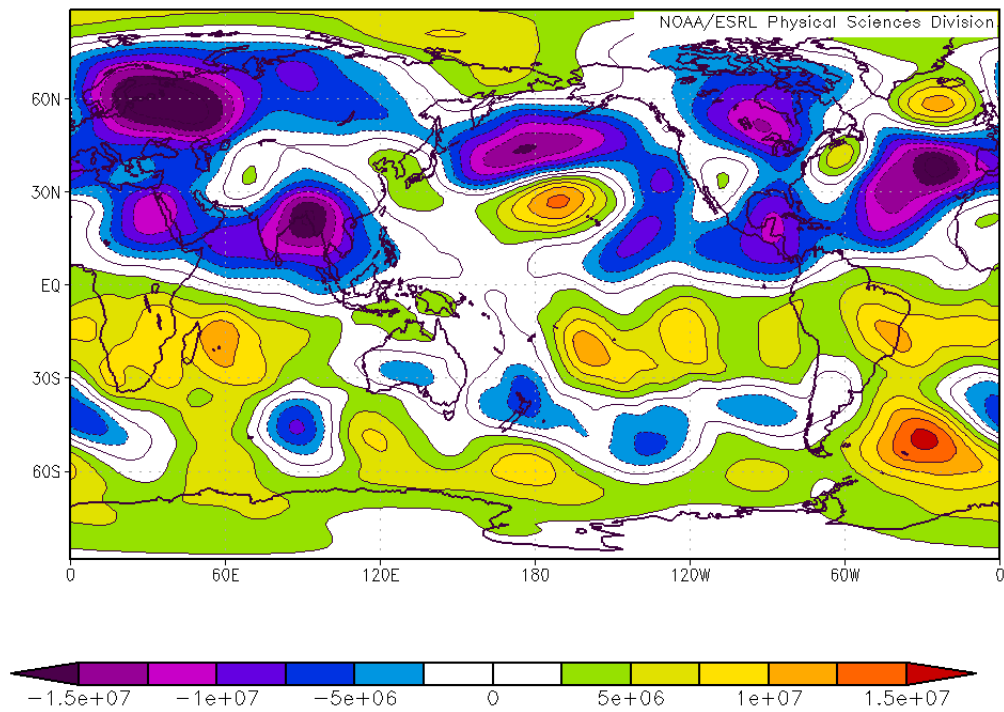 NOAA/ESRL Physical Sciences Division
60N
30N
EQ
30S
60S
0 60E 120E 180 120W 60W 0
−1.5e+07 −1e+07 −5e+06 0 5e+06 1e+07 1.5e+07